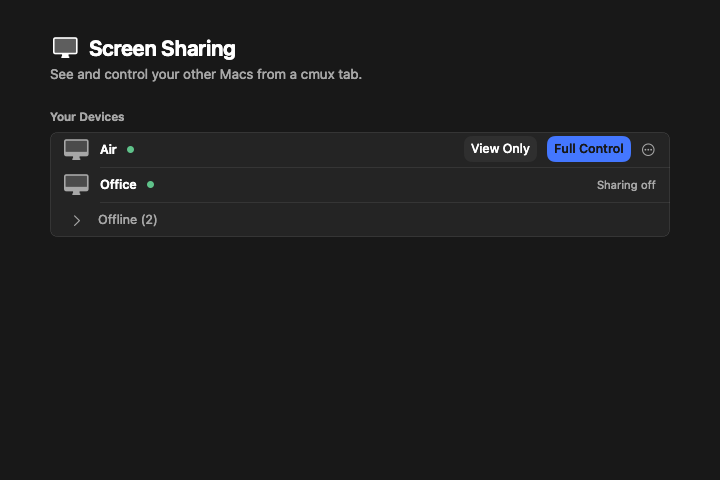 Screen Sharing
See and control your other Macs from a cmux tab.
Your Devices
Air View Only Full Control
Office Sharing off
Offline (2)